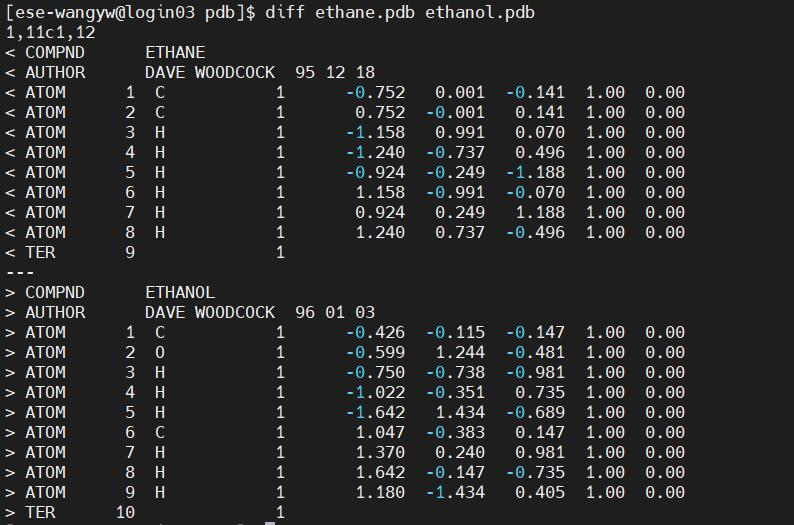 [ese-wangyw@login03 pdb]$ diff ethane.pdb ethanol.pdb
1,11c1,12
< COMPND      ETHANE
< AUTHOR      DAVE WOODCOCK  95 12 18
< ATOM      1  C           1      -0.752   0.001  -0.141  1.00  0.00
< ATOM      2  C           1       0.752  -0.001   0.141  1.00  0.00
< ATOM      3  H           1      -1.158   0.991   0.070  1.00  0.00
< ATOM      4  H           1      -1.240  -0.737   0.496  1.00  0.00
< ATOM      5  H           1      -0.924  -0.249  -1.188  1.00  0.00
< ATOM      6  H           1       1.158  -0.991  -0.070  1.00  0.00
< ATOM      7  H           1       0.924   0.249   1.188  1.00  0.00
< ATOM      8  H           1       1.240   0.737  -0.496  1.00  0.00
< TER       9              1
---
> COMPND      ETHANOL
> AUTHOR      DAVE WOODCOCK  96 01 03
> ATOM      1  C           1      -0.426  -0.115  -0.147  1.00  0.00
> ATOM      2  O           1      -0.599   1.244  -0.481  1.00  0.00
> ATOM      3  H           1      -0.750  -0.738  -0.981  1.00  0.00
> ATOM      4  H           1      -1.022  -0.351   0.735  1.00  0.00
> ATOM      5  H           1      -1.642   1.434  -0.689  1.00  0.00
> ATOM      6  C           1       1.047  -0.383   0.147  1.00  0.00
> ATOM      7  H           1       1.370   0.240   0.981  1.00  0.00
> ATOM      8  H           1       1.642  -0.147  -0.735  1.00  0.00
> ATOM      9  H           1       1.180  -1.434   0.405  1.00  0.00
> TER      10              1